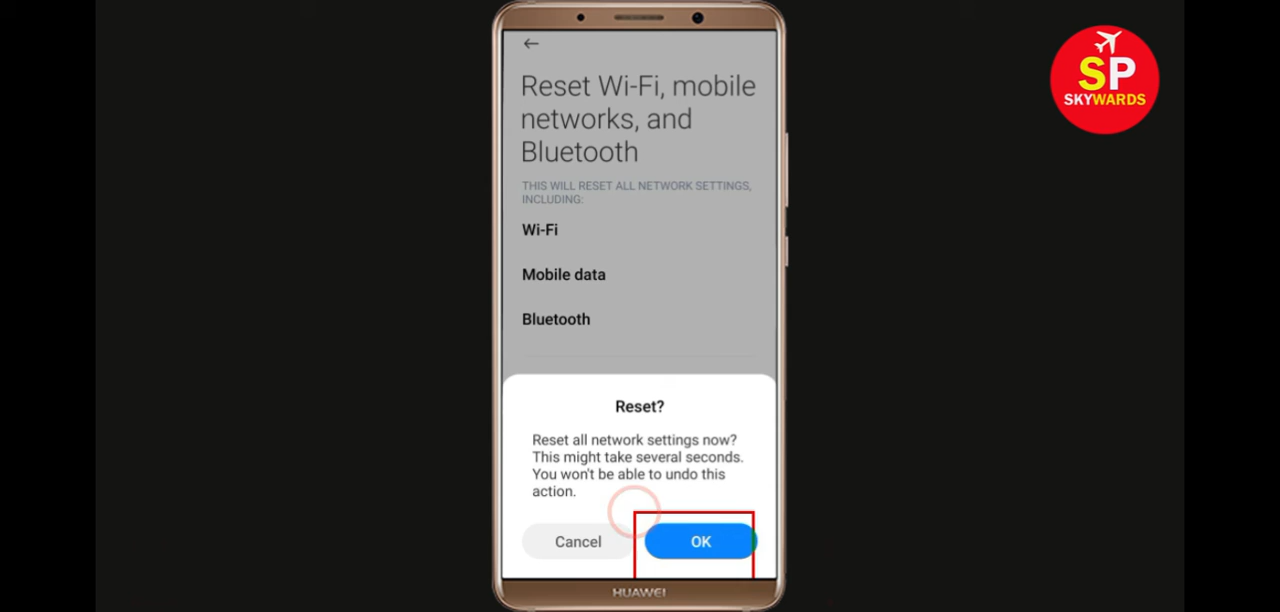 SP
SKYWARDS
Reset Wi-Fi, mobile
networks, and
Bluetooth
THIS WILL RESET ALL NETWORK SETTINGS,
INCLUDING:
Wi-Fi
Mobile data
Bluetooth
Reset?
Reset all network settings now?
This might take several seconds.
You won't be able to undo this
action.
Cancel OK
HUAWEI